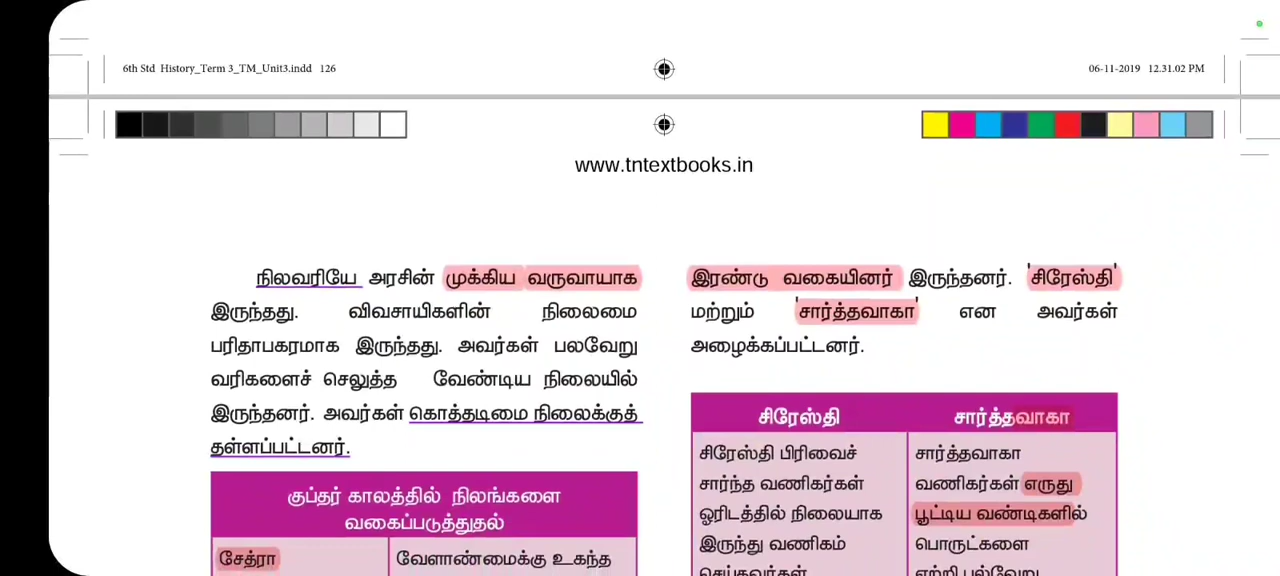 6th Std History_Term 3_TM_Unit3.indd 126
06-11-2019 12.31.02 PM
www.tntextbooks.in
நிலவரியே அரசின் முக்கிய வருவாயாக
இருந்தது. விவசாயிகளின் நிலைமை
பரிதாபகரமாக இருந்தது. அவர்கள் பலவேறு
வரிகளைச் செலுத்த வேண்டிய நிலையில்
இருந்தனர். அவர்கள் கொத்தடிமை நிலைக்குத்
தள்ளப்பட்டனர்.
குப்தர் காலத்தில் நிலங்களை
வகைப்படுத்துதல்
சேத்ரா
வேளாண்மைக்கு உகந்த
இரண்டு வகையினர் இருந்தனர். 'சிரேஸ்தி'
மற்றும் 'சார்த்தவாகா' என அவர்கள்
அழைக்கப்பட்டனர்.
சிரேஸ்தி
சார்த்தவாகா
சிரேஸ்தி பிரிவைச்
சார்ந்த வணிகர்கள்
ஓரிடத்தில் நிலையாக
இருந்து வணிகம்
செய்தவர்கள்
சார்த்தவாகா
வணிகர்கள் எருது
பூட்டிய வண்டிகளில்
பொருட்களை
ஏற்றி பல்வேறு